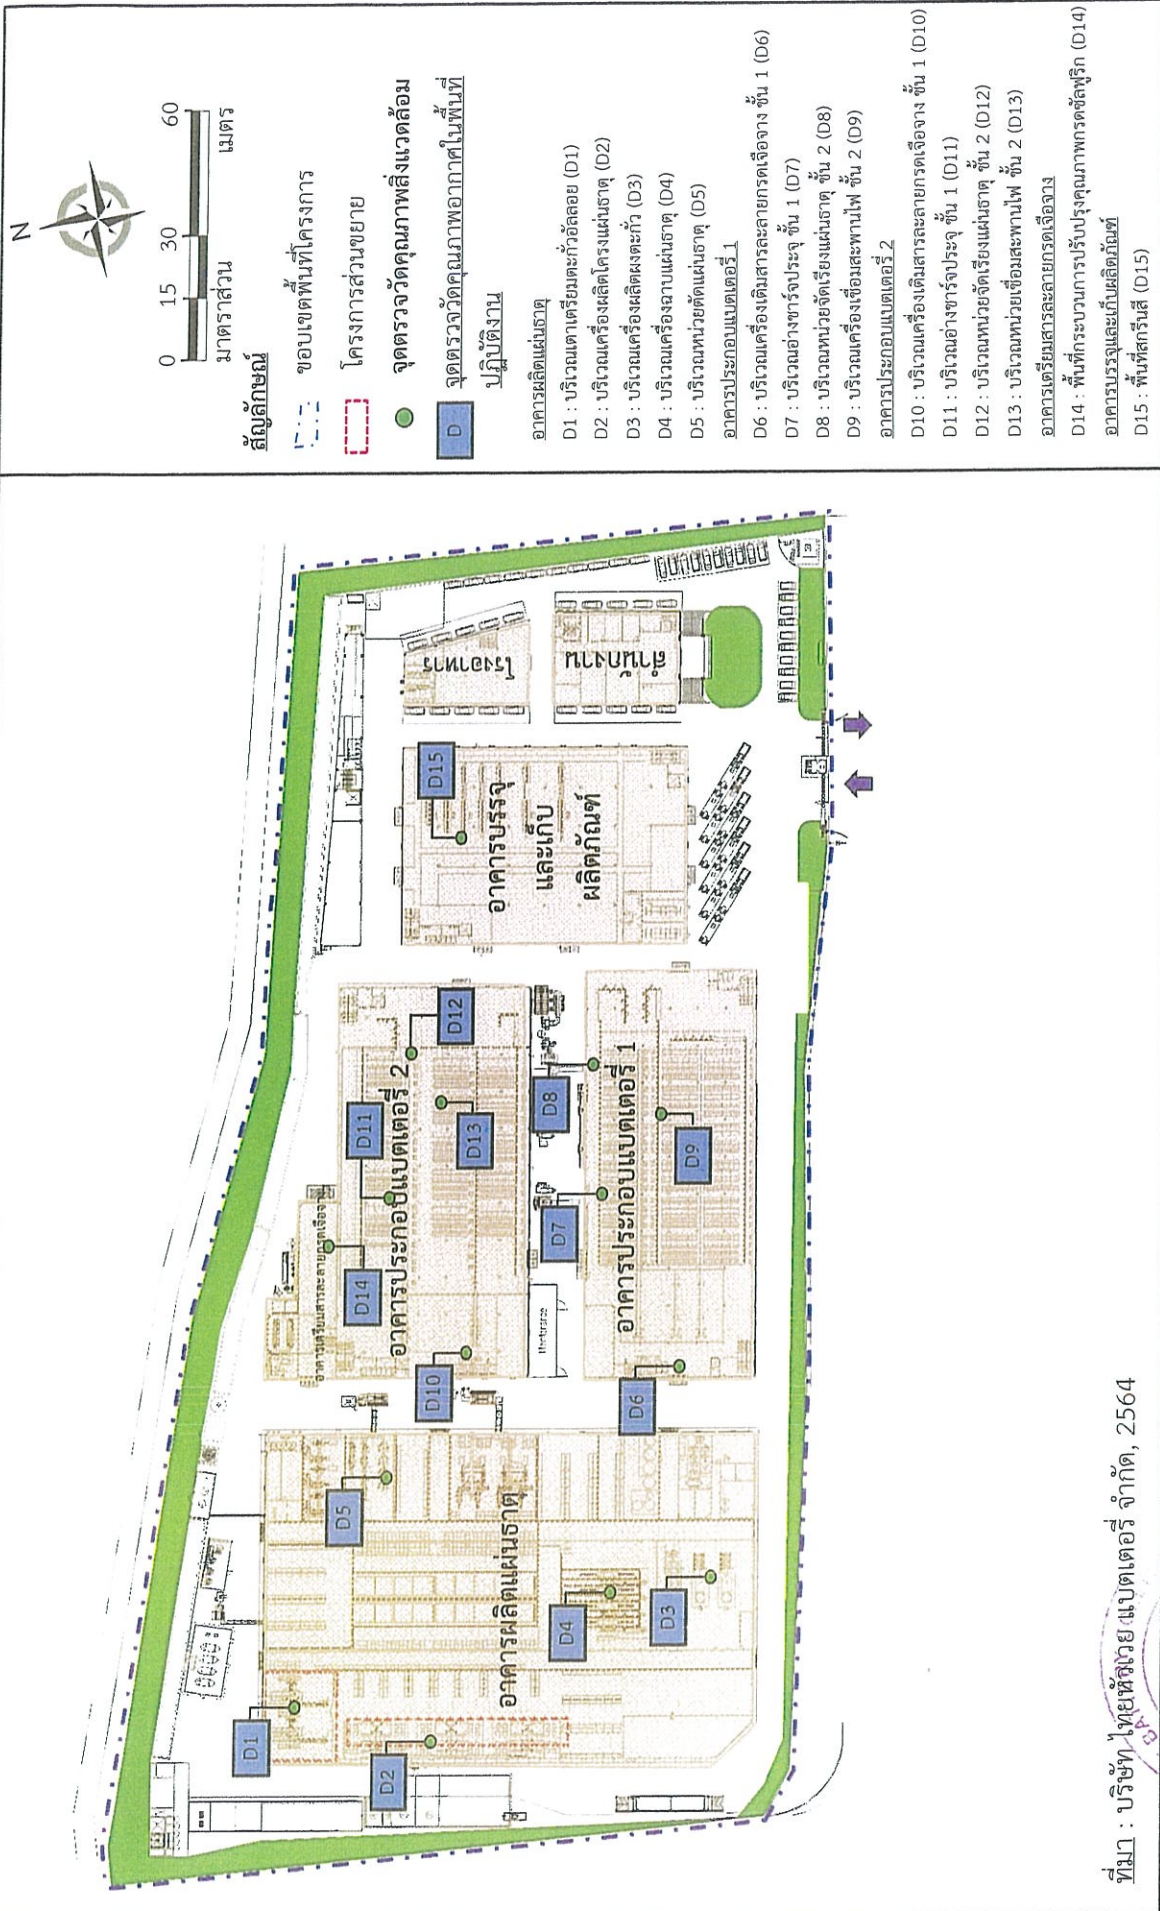 N
0 15 30 60
มาตราส่วน เมตร
สัญลักษณ์
ขอบเขตพื้นที่โครงการ
โครงการส่วนขยาย
จุดตรวจวัดคุณภาพสิ่งแวดล้อม
D จุดตรวจวัดคุณภาพอากาศในพื้นที่
ปฏิบัติงาน
อาคารผลิตแผ่นธาตุ
D1 : บริเวณเตาเตรียมตะกั่วอัลลอย (D1)
D2 : บริเวณเครื่องผลิตโครงแผ่นธาตุ (D2)
D3 : บริเวณเครื่องผลิตผงตะกั่ว (D3)
D4 : บริเวณเครื่องฉาบแผ่นธาตุ (D4)
D5 : บริเวณหน่วยตัดแผ่นธาตุ (D5)
อาคารประกอบแบตเตอรี่ 1
D6 : บริเวณเครื่องเติมสารละลายกรดเจือจาง ชั้น 1 (D6)
D7 : บริเวณอ่างชาร์จประจุ ชั้น 1 (D7)
D8 : บริเวณหน่วยจัดเรียงแผ่นธาตุ ชั้น 2 (D8)
D9 : บริเวณเครื่องเชื่อมสะพานไฟ ชั้น 2 (D9)
อาคารประกอบแบตเตอรี่ 2
D10 : บริเวณเครื่องเติมสารละลายกรดเจือจาง ชั้น 1 (D10)
D11 : บริเวณอ่างชาร์จประจุ ชั้น 1 (D11)
D12 : บริเวณหน่วยจัดเรียงแผ่นธาตุ ชั้น 2 (D12)
D13 : บริเวณหน่วยเชื่อมสะพานไฟ ชั้น 2 (D13)
อาคารเตรียมสารละลายกรดเจือจาง
D14 : พื้นที่กระบวนการปรับปรุงคุณภาพกรดซัลฟูริก (D14)
อาคารบรรจุและเก็บผลิตภัณฑ์
D15 : พื้นที่สกรีนสี (D15)
โรงอาหาร
สำนักงาน
D15
อาคารบรรจุ
และเก็บ
ผลิตภัณฑ์
D12
D11
อาคารประกอบแบตเตอรี่ 2
D13
D14
อาคารเตรียมสารละลายกรดเจือจาง
D10
D8
D7
อาคารประกอบแบตเตอรี่ 1
D9
D6
D5
อาคารผลิตแผ่นธาตุ
D4
D3
D1
D2
ที่มา : บริษัท ไทยหัวเวย แบตเตอรี่ จำกัด, 2564